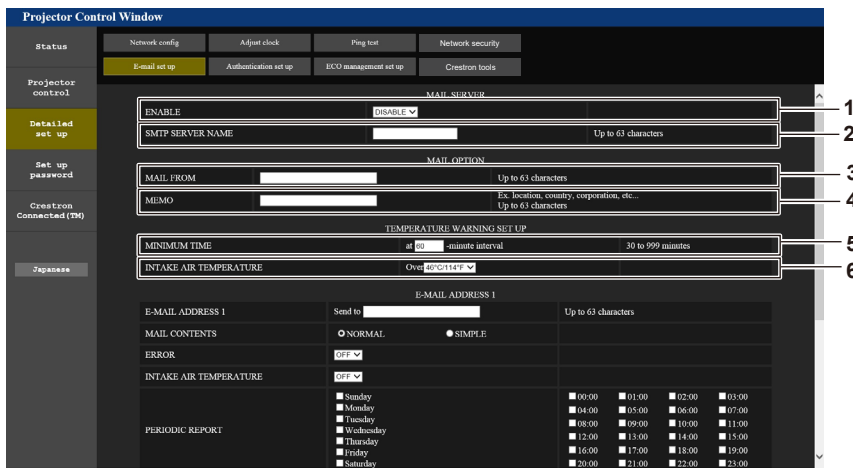 Projector Control Window
Status
Network config
Adjust clock
Ping test
Network security
E-mail set up
Authentication set up
ECO management set up
Crestron tools
Projector
control
Detailed
set up
Set up
password
Crestron
Connected(TM)
Japanese
MAIL SERVER
ENABLE
DISABLE
1
SMTP SERVER NAME
Up to 63 characters
2
MAIL OPTION
MAIL FROM
Up to 63 characters
3
MEMO
Ex. location, country, corporation, etc...
Up to 63 characters
4
TEMPERATURE WARNING SET UP
MINIMUM TIME
at 60 -minute interval
30 to 999 minutes
5
INTAKE AIR TEMPERATURE
Over 46°C/114°F
6
E-MAIL ADDRESS 1
E-MAIL ADDRESS 1
Send to
Up to 63 characters
MAIL CONTENTS
NORMAL
SIMPLE
ERROR
OFF
INTAKE AIR TEMPERATURE
OFF
PERIODIC REPORT
Sunday
Monday
Tuesday
Wednesday
Thursday
Friday
Saturday
00:00 01:00 02:00 03:00
04:00 05:00 06:00 07:00
08:00 09:00 10:00 11:00
12:00 13:00 14:00 15:00
16:00 17:00 18:00 19:00
20:00 21:00 22:00 23:00